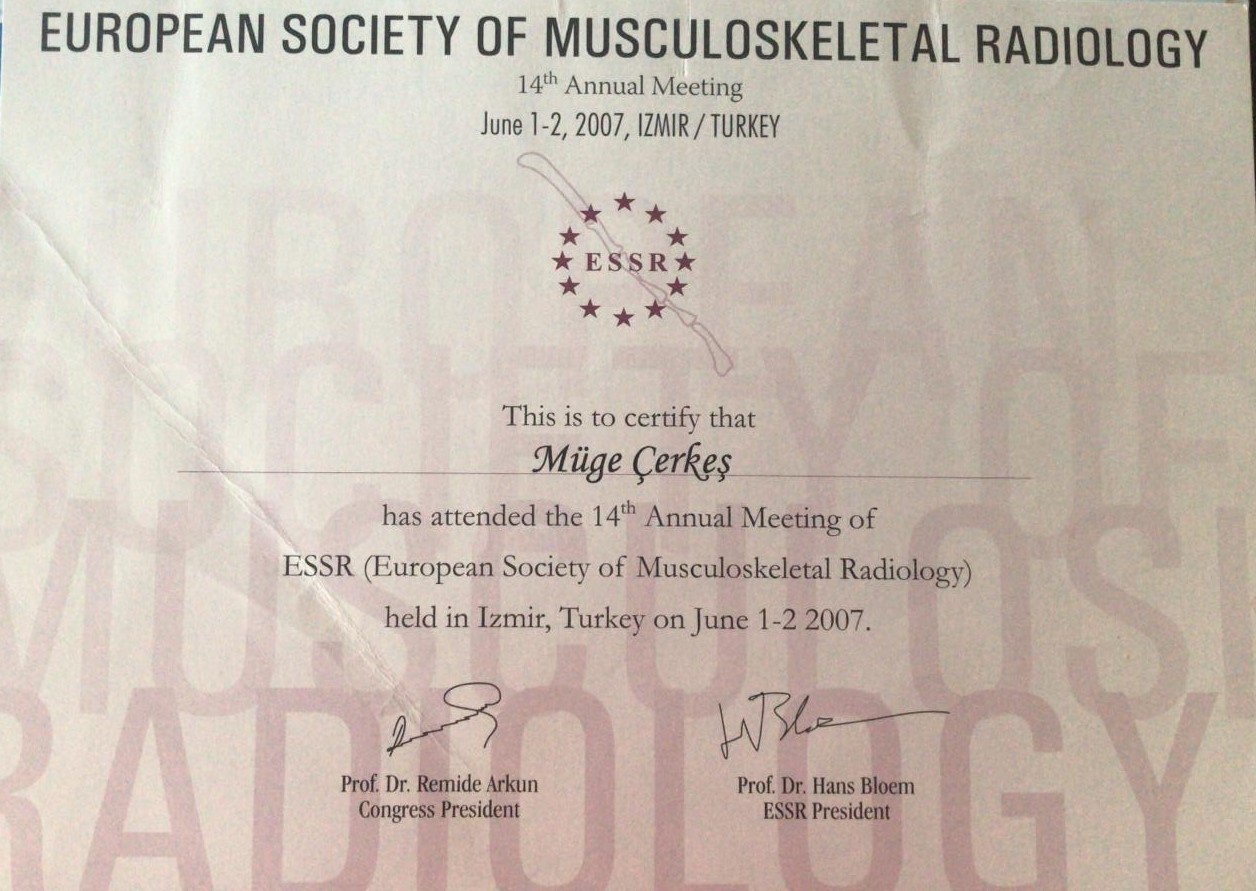 EUROPEAN SOCIETY OF MUSCULOSKELETAL RADIOLOGY
14th Annual Meeting
June 1-2, 2007, IZMIR / TURKEY
ESSR
This is to certify that
Müge Çerkeş
has attended the 14th Annual Meeting of
ESSR (European Society of Musculoskeletal Radiology)
held in Izmir, Turkey on June 1-2 2007.
Prof. Dr. Remide Arkun
Congress President
Prof. Dr. Hans Bloem
ESSR President